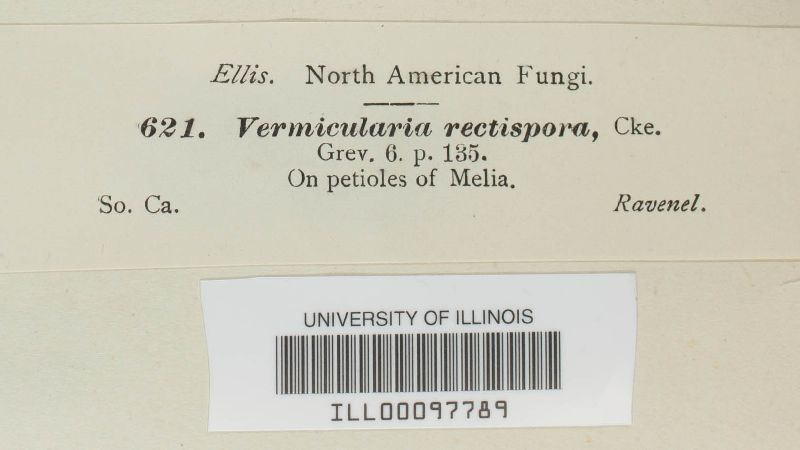 Ellis. North American Fungi.
621. Vermicularia rectispora, Cke.
Grev. 6. p. 135.
On petioles of Melia.
So. Ca. Ravenel.
UNIVERSITY OF ILLINOIS
ILL00097789